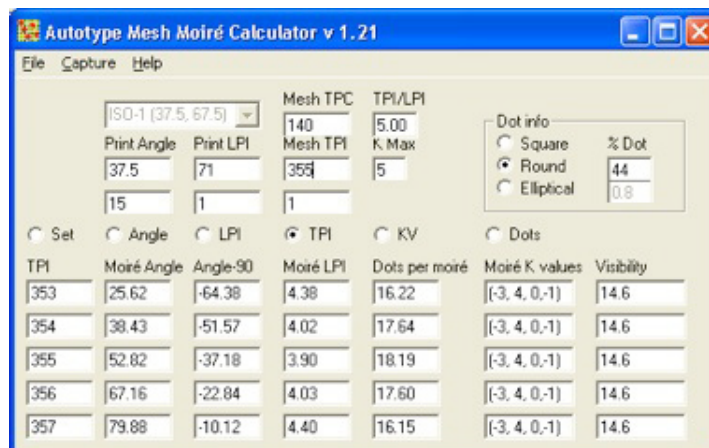 Autotype Mesh Moiré Calculator v 1.21
File Capture Help
Mesh TPC TPI/LPI
ISO-1 (37.5, 67.5) 140 5.00 Dot info
Print Angle Print LPI Mesh TPI K Max Square % Dot
37.5 71 355 5 Round 44
15 1 1 Elliptical 0.8
Set Angle LPI TPI KV Dots
TPI Moiré Angle Angle-90 Moiré LPI Dots per moiré Moiré K values Visibility
353 25.62 -64.38 4.38 16.22 (-3, 4, 0,-1) 14.6
354 38.43 -51.57 4.02 17.64 (-3, 4, 0,-1) 14.6
355 52.82 -37.18 3.90 18.19 (-3, 4, 0,-1) 14.6
356 67.16 -22.84 4.03 17.60 (-3, 4, 0,-1) 14.6
357 79.88 -10.12 4.40 16.15 (-3, 4, 0,-1) 14.6